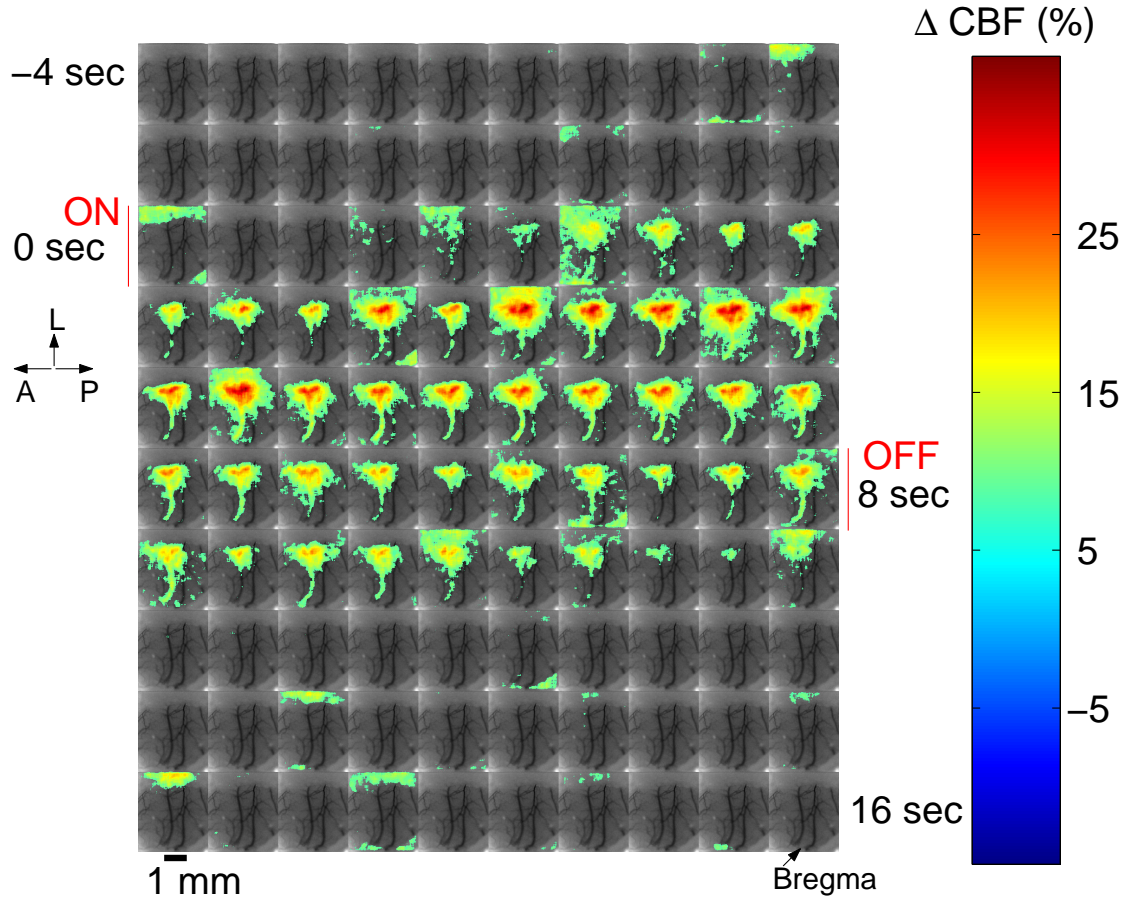 Δ CBF (%)
−4 sec
ON
0 sec
25
L
A P
15
OFF
8 sec
5
−5
16 sec
1 mm
Bregma